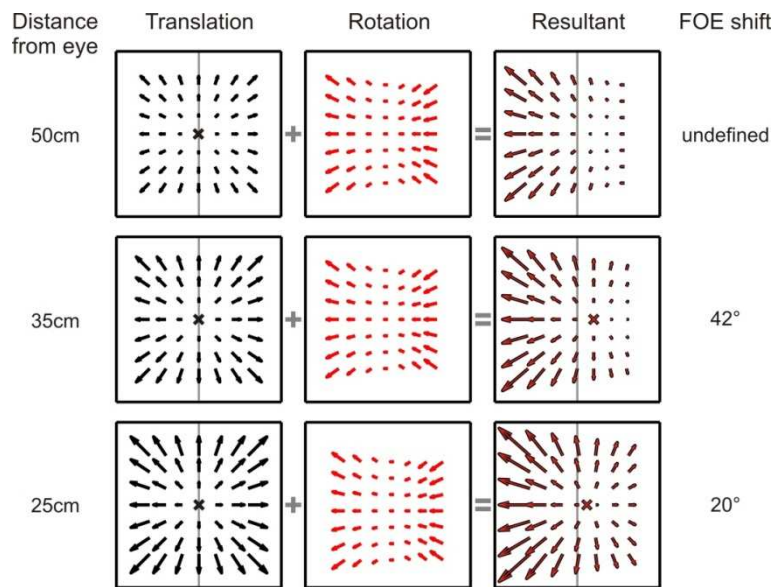 Distance from eye Translation Rotation Resultant FOE shift
50cm + = undefined
35cm + = 42°
25cm + = 20°